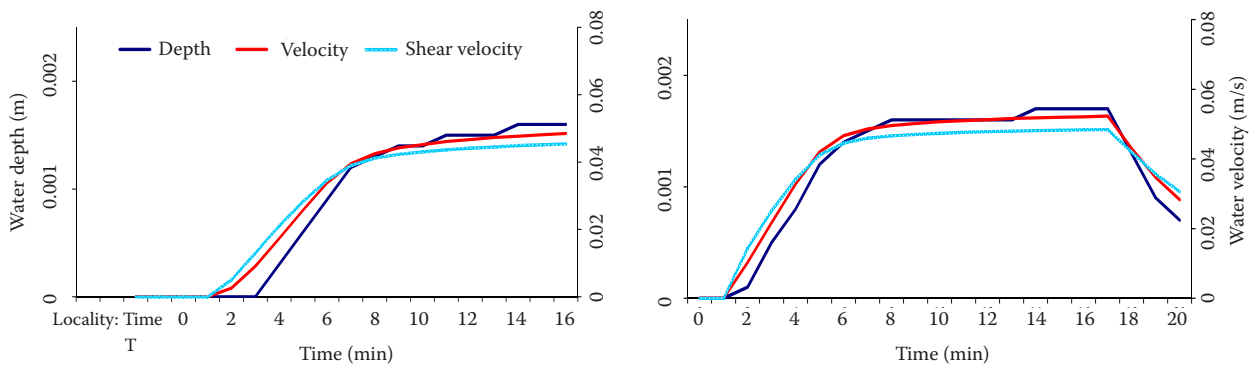 Depth Velocity Shear velocity
Water depth (m)
0.002
0.001
0
0.08
0.06
0.04
0.02
0
Locality: Time 0 2 4 6 8 10 12 14 16
T
Time (min)
0.002
0.001
0
0.08
0.06
0.04
0.02
0
Water velocity (m/s)
0 2 4 6 8 10 12 14 16 18 20
Time (min)